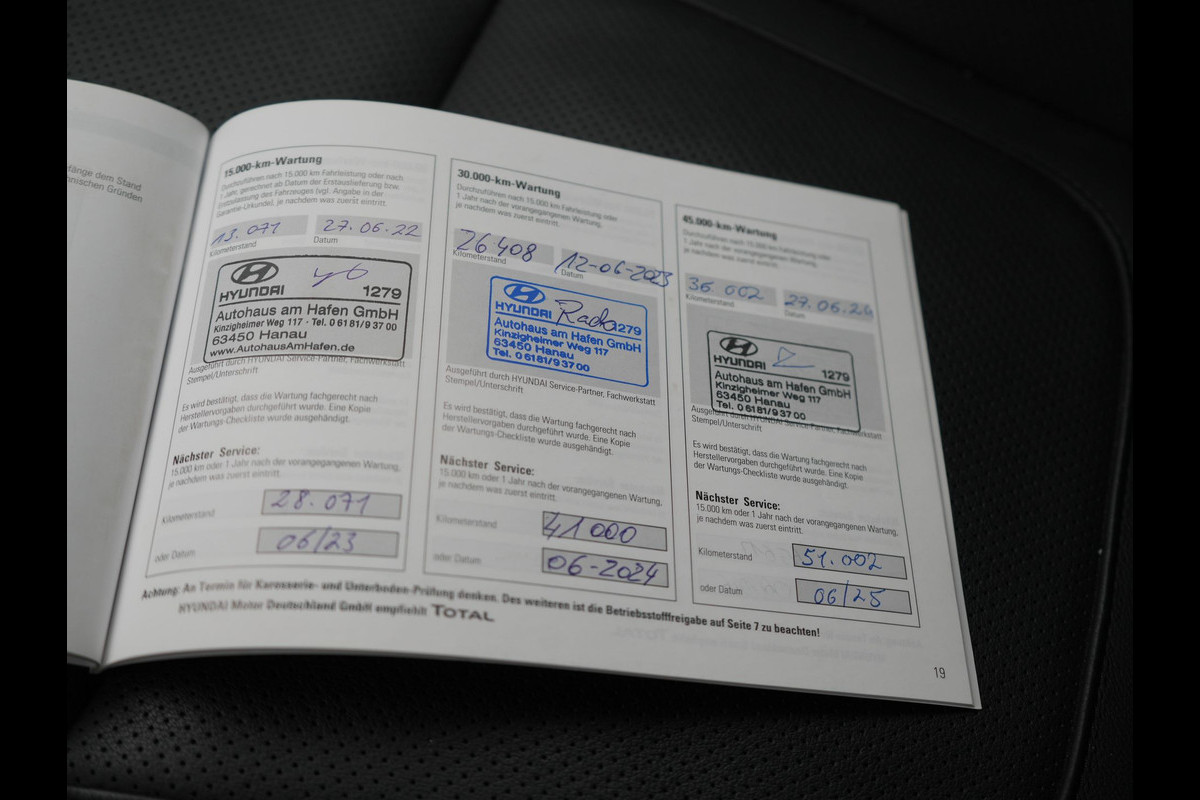 fänge dem Stand
nischen Gründen
15.000-km-Wartung
Durchzuführen nach 15.000 km Fahrleistung oder nach
1 Jahr, gerechnet ab Datum der Erstauslieferung bzw.
Erstzulassung des Fahrzeuges (vgl. Angabe in der
Garantie-Urkunde), je nachdem was zuerst eintritt.
13.071 27.06.22
Kilometerstand Datum
HYUNDAI 1279
Autohaus am Hafen GmbH
Kinzigheimer Weg 117 - Tel. 0 61 81/9 37 00
63450 Hanau
www.AutohausAmHafen.de
Ausgeführt durch HYUNDAI Service-Partner, Fachwerkstatt
Stempel/Unterschrift
Es wird bestätigt, dass die Wartung fachgerecht nach
Herstellervorgaben durchgeführt wurde. Eine Kopie
der Wartungs-Checkliste wurde ausgehändigt.
Nächster Service:
15.000 km oder 1 Jahr nach der vorangegangenen Wartung,
je nachdem was zuerst eintritt.
Kilometerstand 28.071
oder Datum 06/23
30.000-km-Wartung
Durchzuführen nach 15.000 km Fahrleistung oder
1 Jahr nach der vorangegangenen Wartung,
je nachdem was zuerst eintritt.
26408 12-06-2023
Kilometerstand Datum
HYUNDAI 1279
Autohaus am Hafen GmbH
Kinzigheimer Weg 117
63450 Hanau
Tel. 0 61 81/9 37 00
Ausgeführt durch HYUNDAI Service-Partner, Fachwerkstatt
Stempel/Unterschrift
Es wird bestätigt, dass die Wartung fachgerecht nach
Herstellervorgaben durchgeführt wurde. Eine Kopie
der Wartungs-Checkliste wurde ausgehändigt.
Nächster Service:
15.000 km oder 1 Jahr nach der vorangegangenen Wartung,
je nachdem was zuerst eintritt.
Kilometerstand 41000
oder Datum 06-2024
45.000-km-Wartung
Durchzuführen nach 15.000 km Fahrleistung oder
1 Jahr nach der vorangegangenen Wartung,
je nachdem was zuerst eintritt.
36 002 27.06.24
Kilometerstand Datum
HYUNDAI 1279
Autohaus am Hafen GmbH
Kinzigheimer Weg 117
63450 Hanau
Tel. 0 61 81/9 37 00
Ausgeführt durch HYUNDAI Service-Partner, Fachwerkstatt
Stempel/Unterschrift
Es wird bestätigt, dass die Wartung fachgerecht nach
Herstellervorgaben durchgeführt wurde. Eine Kopie
der Wartungs-Checkliste wurde ausgehändigt.
Nächster Service:
15.000 km oder 1 Jahr nach der vorangegangenen Wartung,
je nachdem was zuerst eintritt.
Kilometerstand 51.002
oder Datum 06/25
Achtung: An Termin für Karosserie- und Unterboden-Prüfung denken. Des weiteren ist die Betriebsstofffreigabe auf Seite 7 zu beachten!
HYUNDAI Motor Deutschland GmbH empfiehlt TOTAL
19